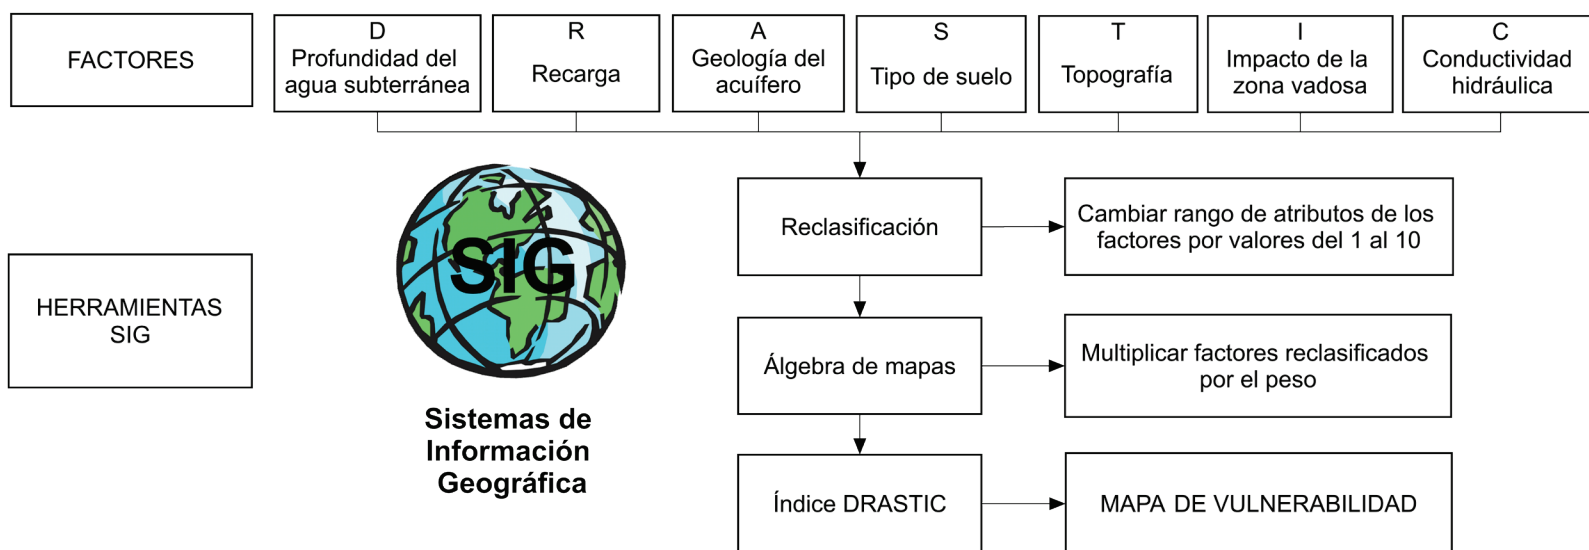 FACTORES
D
Profundidad del
agua subterránea
R
Recarga
A
Geología del
acuífero
S
Tipo de suelo
T
Topografía
I
Impacto de la
zona vadosa
C
Conductividad
hidráulica
HERRAMIENTAS
SIG
SIG
Sistemas de
Información
Geográfica
Reclasificación
Cambiar rango de atributos de los
factores por valores del 1 al 10
Álgebra de mapas
Multiplicar factores reclasificados
por el peso
Índice DRASTIC
MAPA DE VULNERABILIDAD